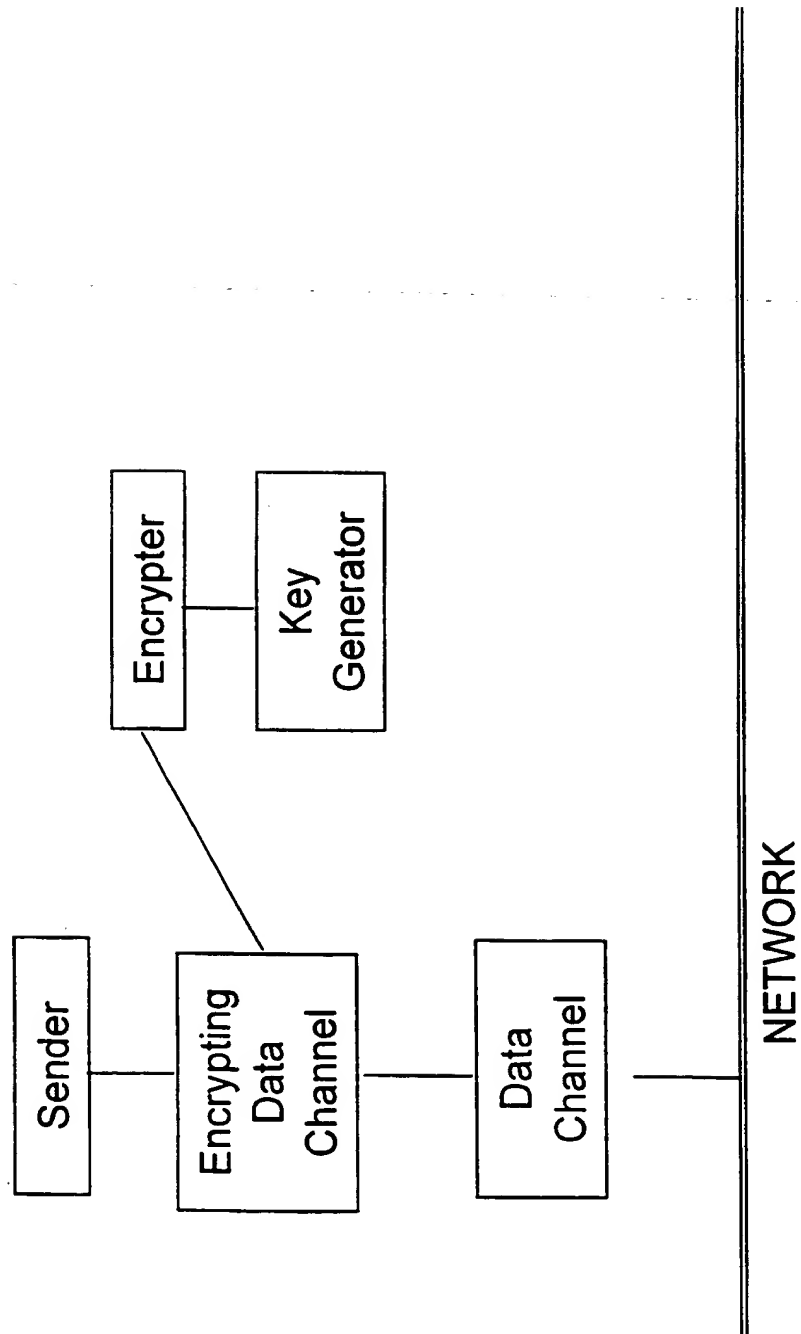 Sender
Encrypting
Data
Channel
Data
Channel
Encrypter
Key
Generator
NETWORK